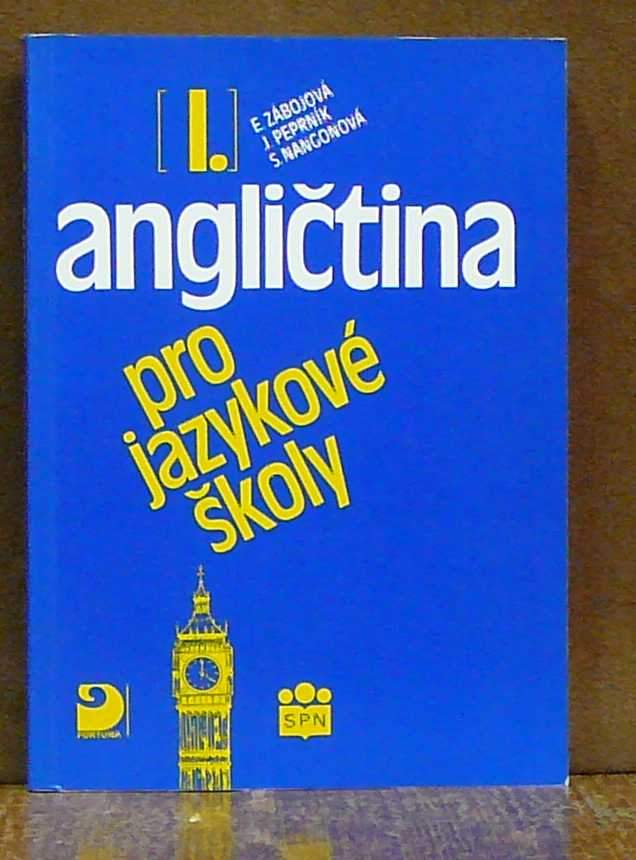 [I.]
E. ZÁBOJOVÁ
J. PEPRNÍK
S. NANGONOVÁ
angličtina
pro
jazykové
školy
FORTUNA
SPN